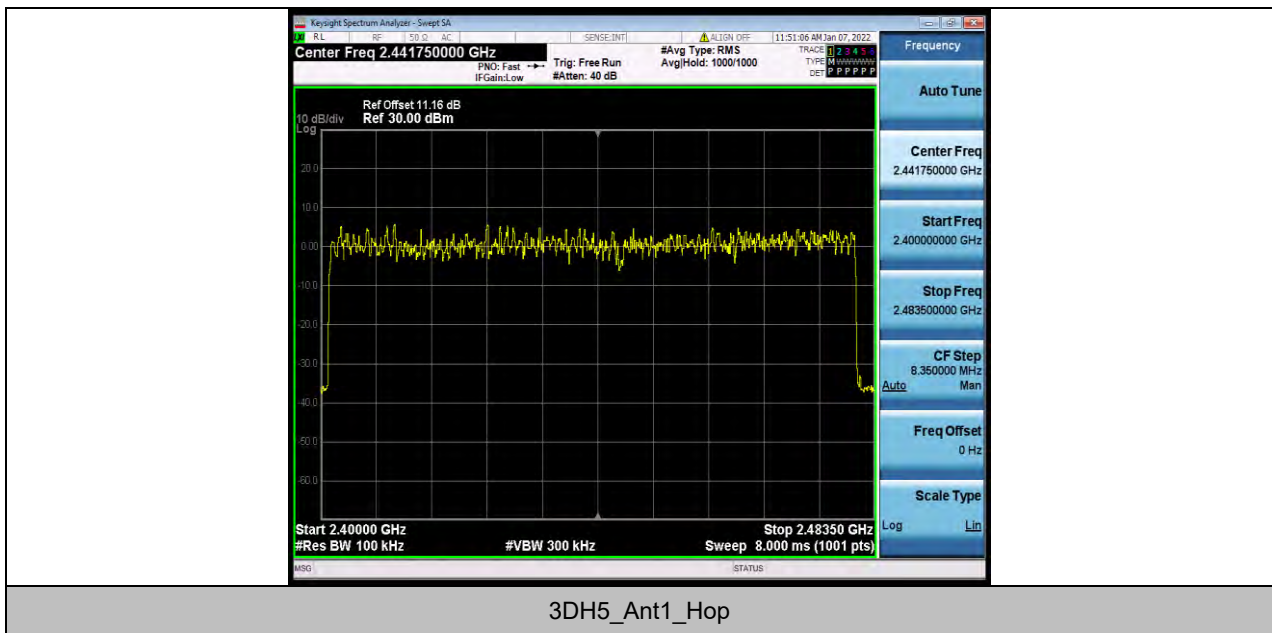 Keysight Spectrum Analyzer - Swept SA
RL RF 50 Ω AC SENSE:INT ALIGN OFF 11:51:06 AM Jan 07, 2022
Center Freq 2.441750000 GHz
PNO: Fast
IFGain:Low
Trig: Free Run
#Atten: 40 dB
#Avg Type: RMS
Avg|Hold: 1000/1000
TRACE 1 2 3 4 5 6
TYPE M WWWWW
DET P P P P P P
Ref Offset 11.16 dB
10 dB/div Ref 30.00 dBm
Log
20.0
10.0
0.00
-10.0
-20.0
-30.0
-40.0
-50.0
-60.0
Start 2.40000 GHz Stop 2.48350 GHz
#Res BW 100 kHz #VBW 300 kHz Sweep 8.000 ms (1001 pts)
MSG STATUS
Frequency
Auto Tune
Center Freq
2.441750000 GHz
Start Freq
2.400000000 GHz
Stop Freq
2.483500000 GHz
CF Step
8.350000 MHz
Auto Man
Freq Offset
0 Hz
Scale Type
Log Lin
3DH5_Ant1_Hop